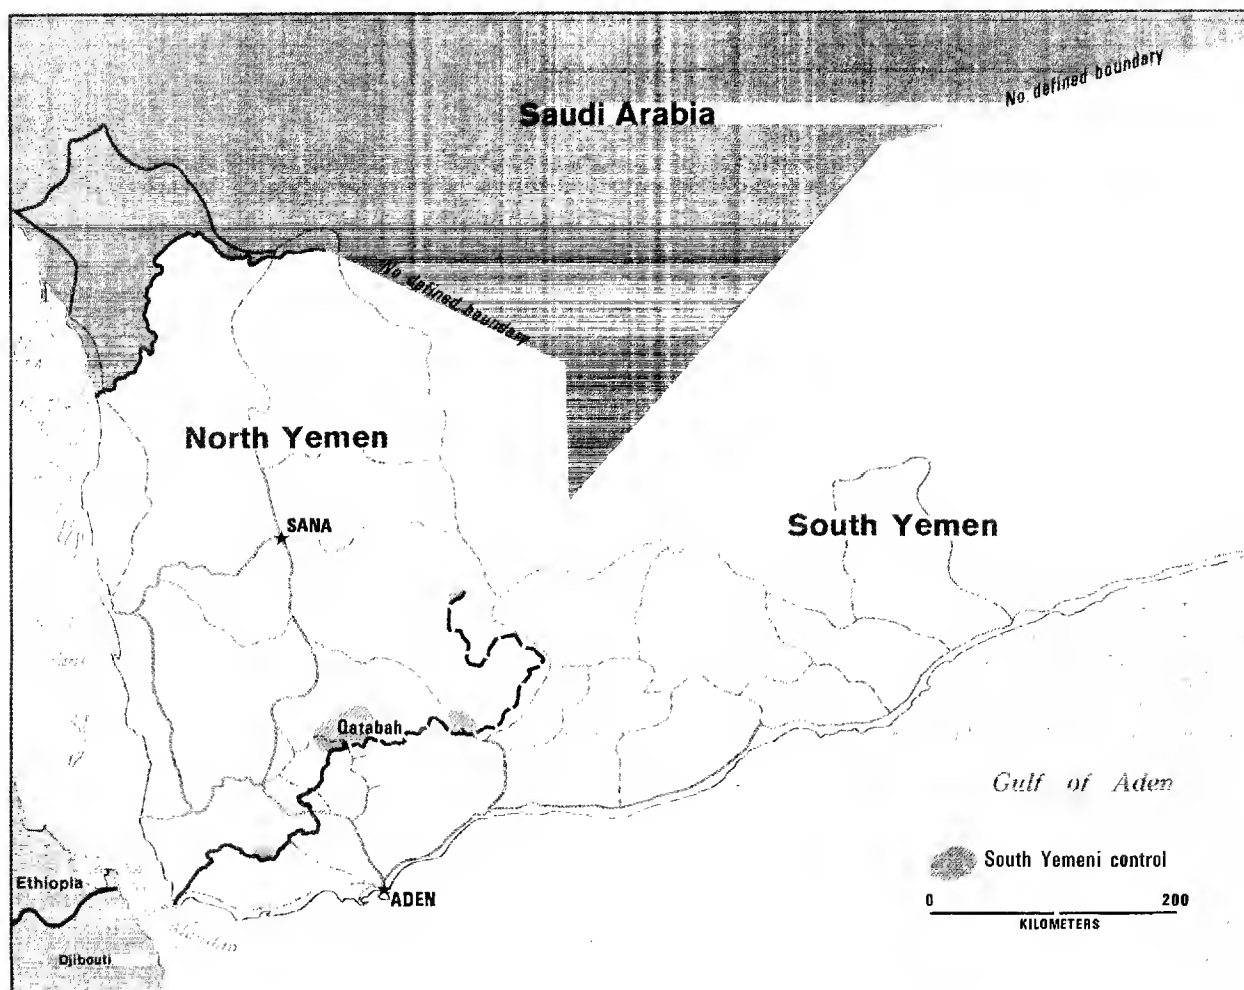 No defined boundary
Saudi Arabia
No defined boundary
North Yemen
SANA
South Yemen
Qatabah
Gulf of Aden
South Yemeni control
Ethiopia
ADEN
0 200
KILOMETERS
Djibouti